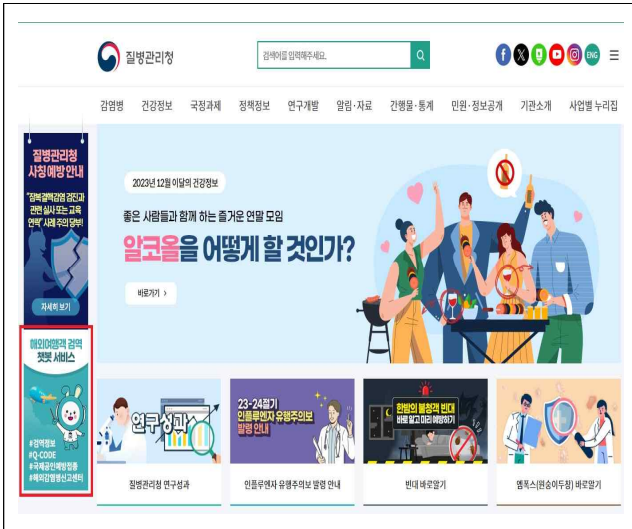 질병관리청
검색어를 입력해주세요.
ENG
감염병 건강정보 국정과제 정책정보 연구개발 알림·자료 간행물·통계 민원·정보공개 기관소개 사업별 누리집
질병관리청
사칭예방안내
"잠복결핵감염 검진과
관련 실사 또는 교육
연락" 사례 주의 당부!
자세히 보기
해외여행객 검역
챗봇 서비스
#검역정보
#Q-CODE
#국제공인예방접종
#해외감염병신고센터
2023년 12월 이달의 건강정보
좋은 사람들과 함께 하는 즐거운 연말 모임
알코올을 어떻게 할 것인가?
바로가기 >
연구성과
질병관리청 연구성과
23-24절기
인플루엔자 유행주의보
발령 안내
인플루엔자 유행주의보 발령 안내
한밤의 불청객 빈대
바로 알고 미리 예방하기
빈대 바로알기
엠폭스(원숭이두창) 바로알기